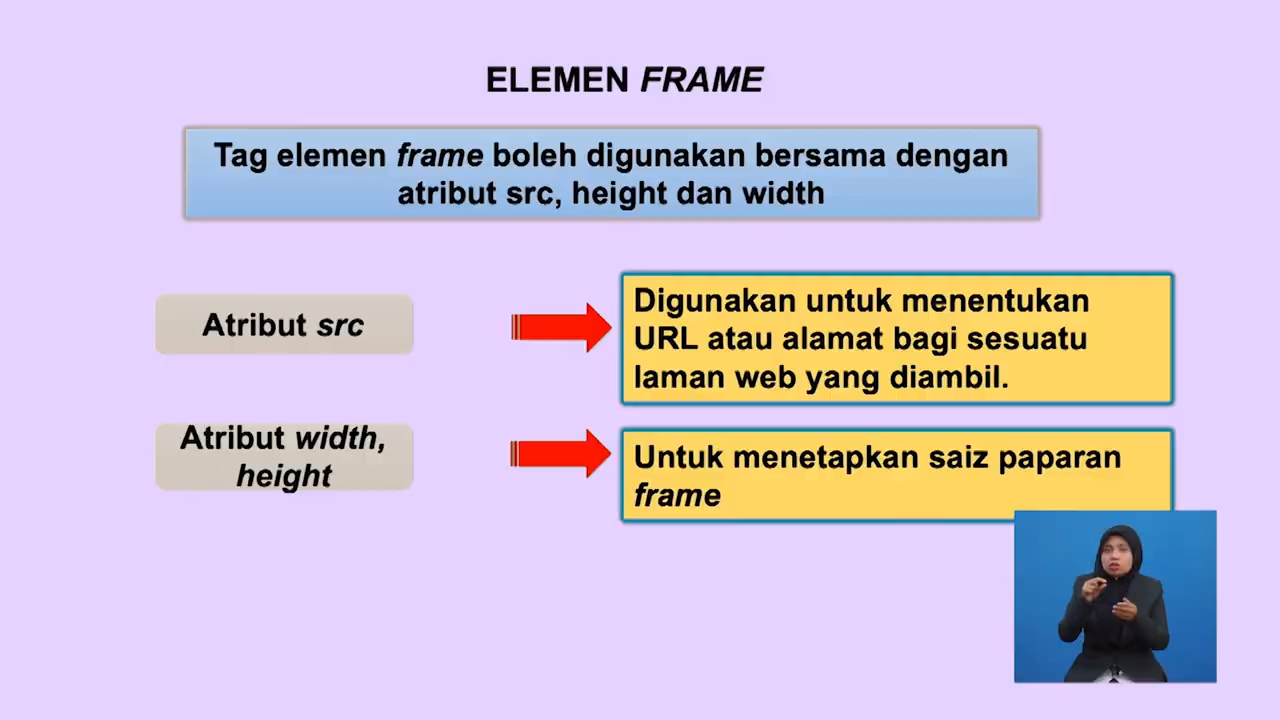 ELEMEN FRAME
Tag elemen frame boleh digunakan bersama dengan
atribut src, height dan width
Atribut src
Digunakan untuk menentukan
URL atau alamat bagi sesuatu
laman web yang diambil.
Atribut width,
height
Untuk menetapkan saiz paparan
frame